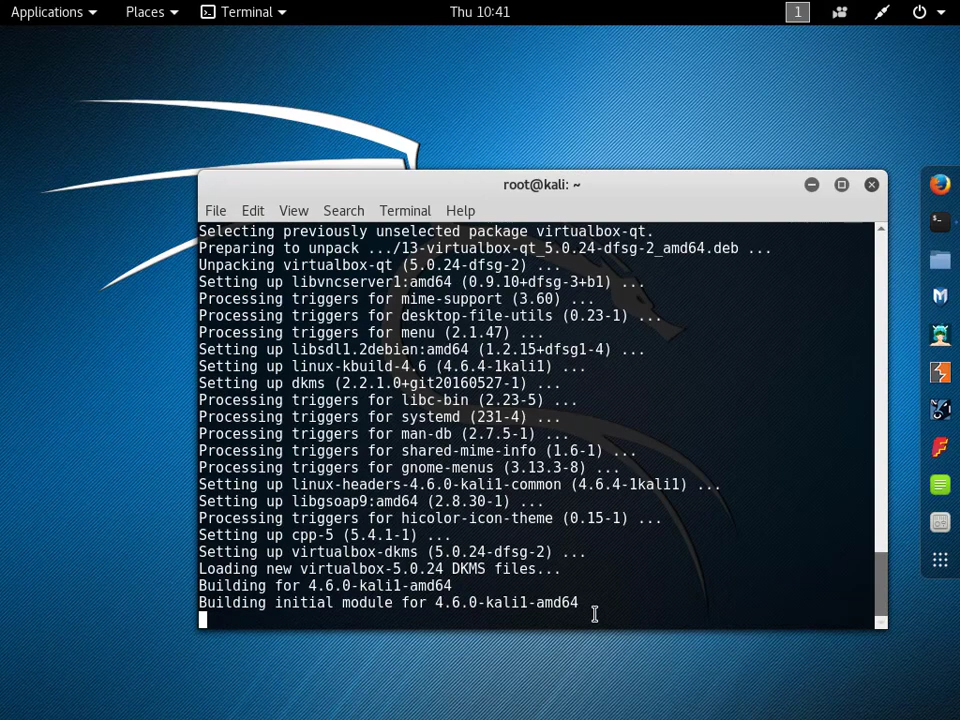 Applications Places Terminal Thu 10:41 1
root@kali: ~
File Edit View Search Terminal Help
Selecting previously unselected package virtualbox-qt.
Preparing to unpack .../13-virtualbox-qt_5.0.24-dfsg-2_amd64.deb ...
Unpacking virtualbox-qt (5.0.24-dfsg-2) ...
Setting up libvncserver1:amd64 (0.9.10+dfsg-3+b1) ...
Processing triggers for mime-support (3.60) ...
Processing triggers for desktop-file-utils (0.23-1) ...
Processing triggers for menu (2.1.47) ...
Setting up libsdl1.2debian:amd64 (1.2.15+dfsg1-4) ...
Setting up linux-kbuild-4.6 (4.6.4-1kali1) ...
Setting up dkms (2.2.1.0+git20160527-1) ...
Processing triggers for libc-bin (2.23-5) ...
Processing triggers for systemd (231-4) ...
Processing triggers for man-db (2.7.5-1) ...
Processing triggers for shared-mime-info (1.6-1) ...
Processing triggers for gnome-menus (3.13.3-8) ...
Setting up linux-headers-4.6.0-kali1-common (4.6.4-1kali1) ...
Setting up libgsoap9:amd64 (2.8.30-1) ...
Processing triggers for hicolor-icon-theme (0.15-1) ...
Setting up cpp-5 (5.4.1-1) ...
Setting up virtualbox-dkms (5.0.24-dfsg-2) ...
Loading new virtualbox-5.0.24 DKMS files...
Building for 4.6.0-kali1-amd64
Building initial module for 4.6.0-kali1-amd64